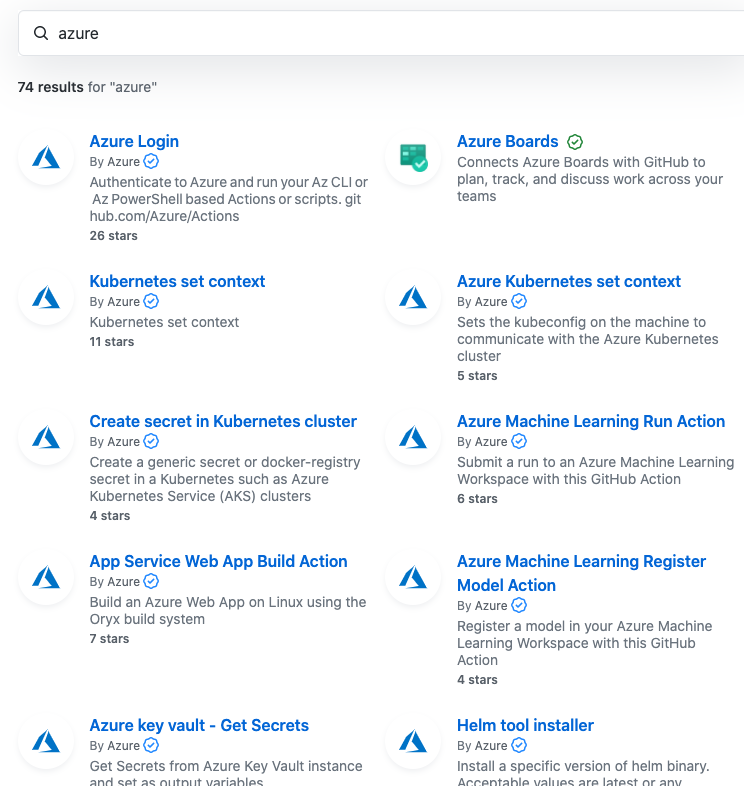 azure
74 results for "azure"
Azure Login
By Azure
Authenticate to Azure and run your Az CLI or
Az PowerShell based Actions or scripts. git
hub.com/Azure/Actions
26 stars
Azure Boards
Connects Azure Boards with GitHub to
plan, track, and discuss work across your
teams
Kubernetes set context
By Azure
Kubernetes set context
11 stars
Azure Kubernetes set context
By Azure
Sets the kubeconfig on the machine to
communicate with the Azure Kubernetes
cluster
5 stars
Create secret in Kubernetes cluster
By Azure
Create a generic secret or docker-registry
secret in a Kubernetes such as Azure
Kubernetes Service (AKS) clusters
4 stars
Azure Machine Learning Run Action
By Azure
Submit a run to an Azure Machine Learning
Workspace with this GitHub Action
6 stars
App Service Web App Build Action
By Azure
Build an Azure Web App on Linux using the
Oryx build system
7 stars
Azure Machine Learning Register
Model Action
By Azure
Register a model in your Azure Machine
Learning Workspace with this GitHub
Action
4 stars
Azure key vault - Get Secrets
By Azure
Get Secrets from Azure Key Vault instance
and set as output variables
Helm tool installer
By Azure
Install a specific version of helm binary.
Acceptable values are latest or any